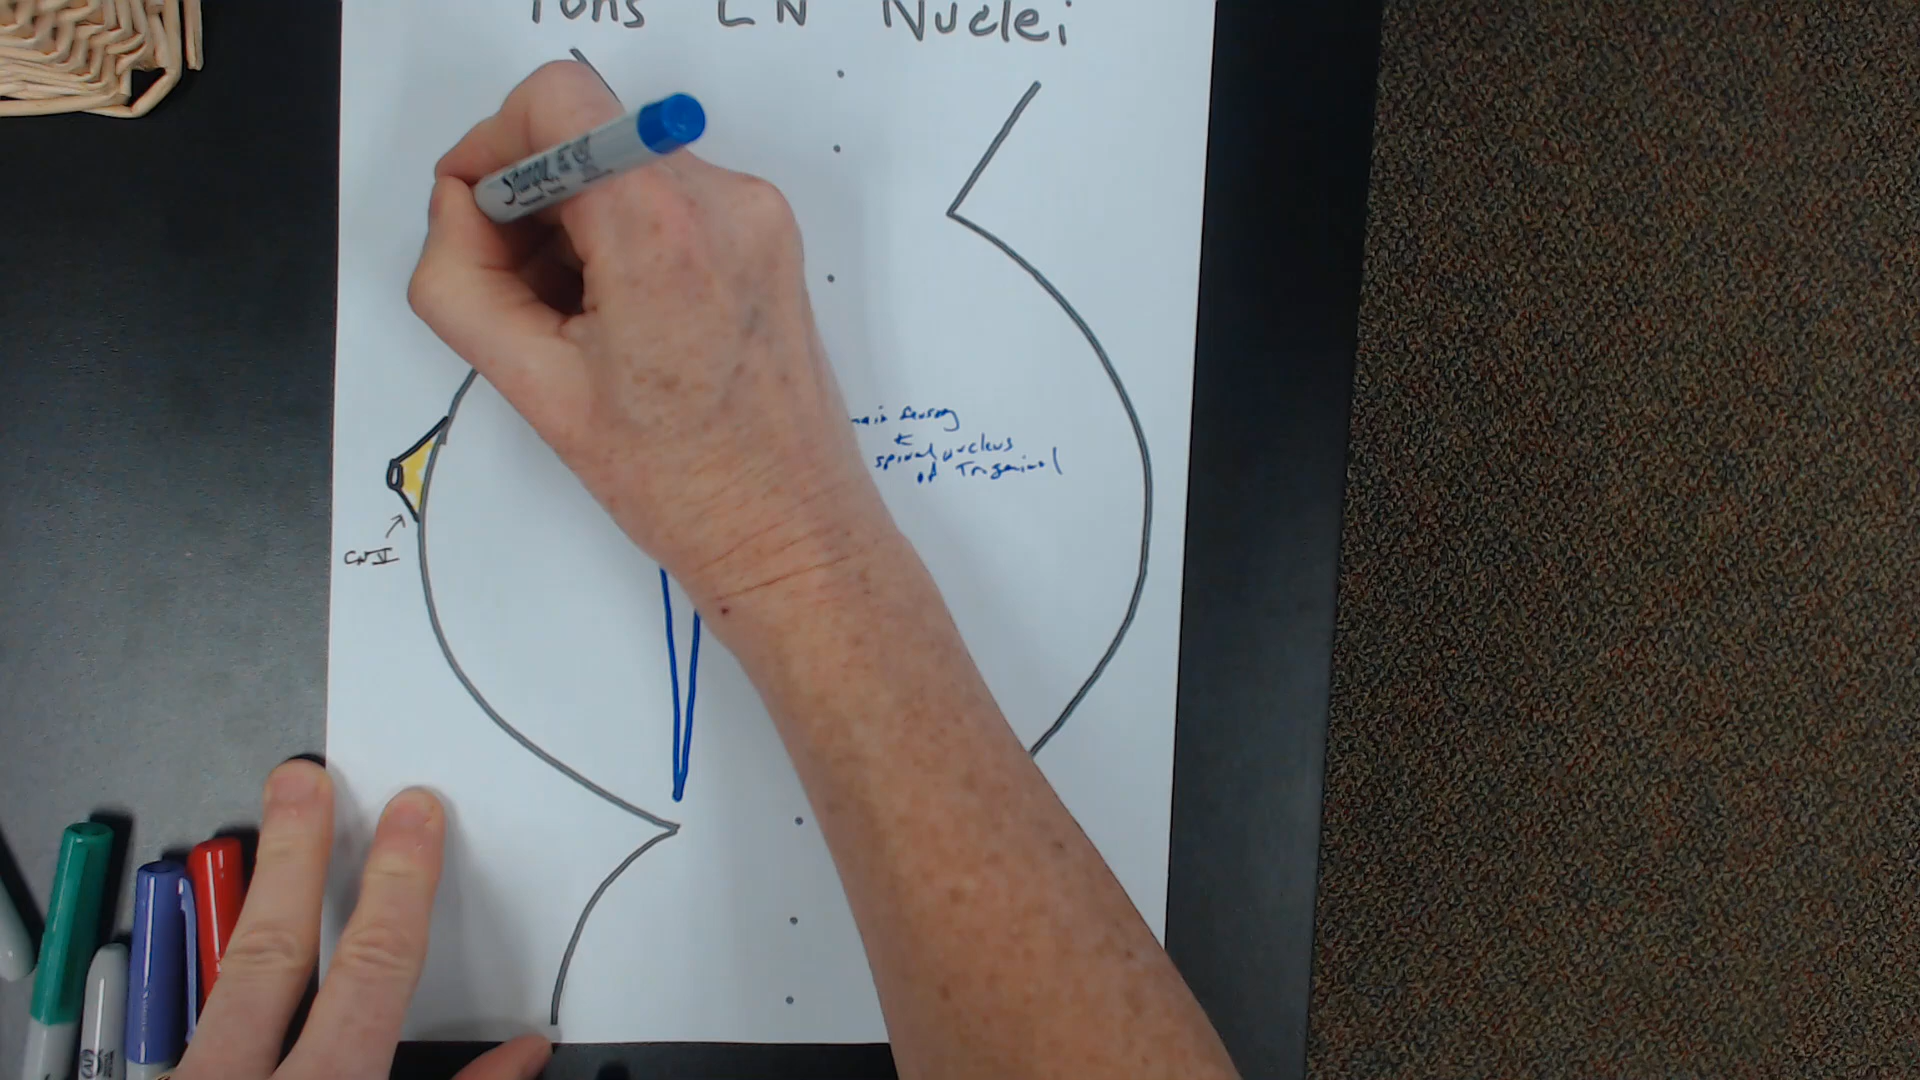 Pons CN Nuclei
main sensory
+
spinal nucleus
of Trigeminal
CN V